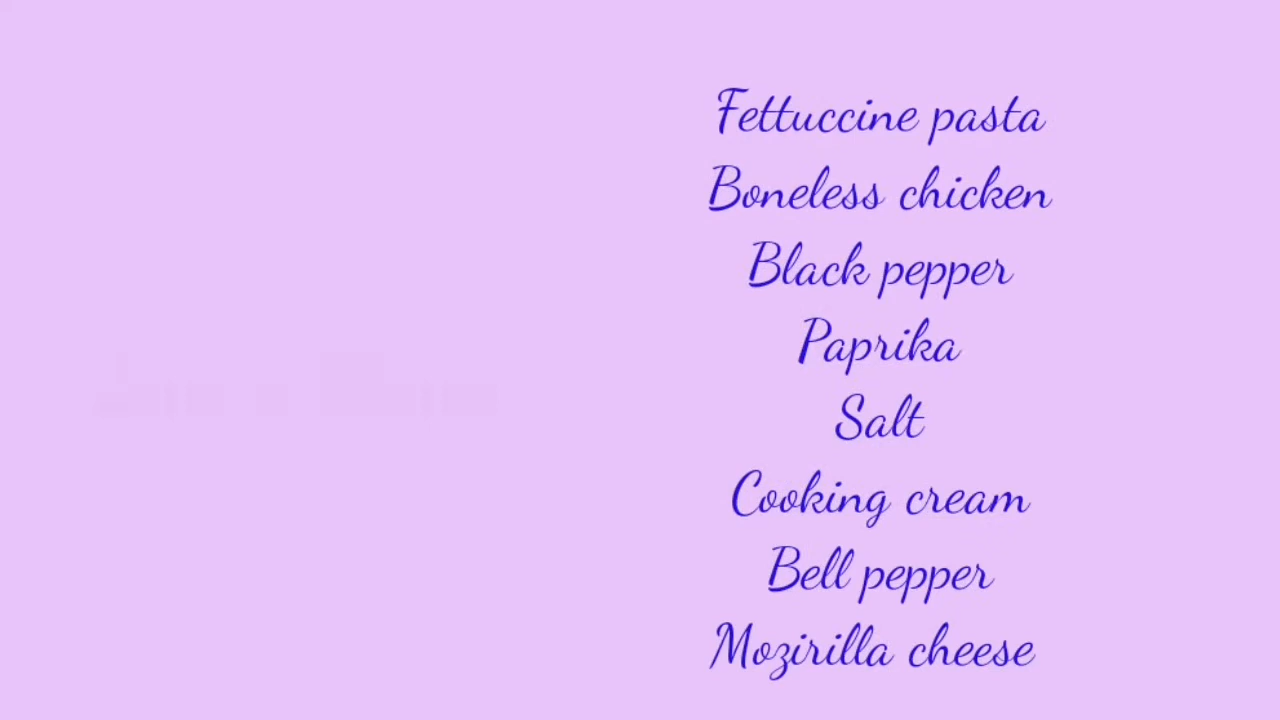 Fettuccine pasta
Boneless chicken
Black pepper
Paprika
Salt
Cooking cream
Bell pepper
Mozirilla cheese